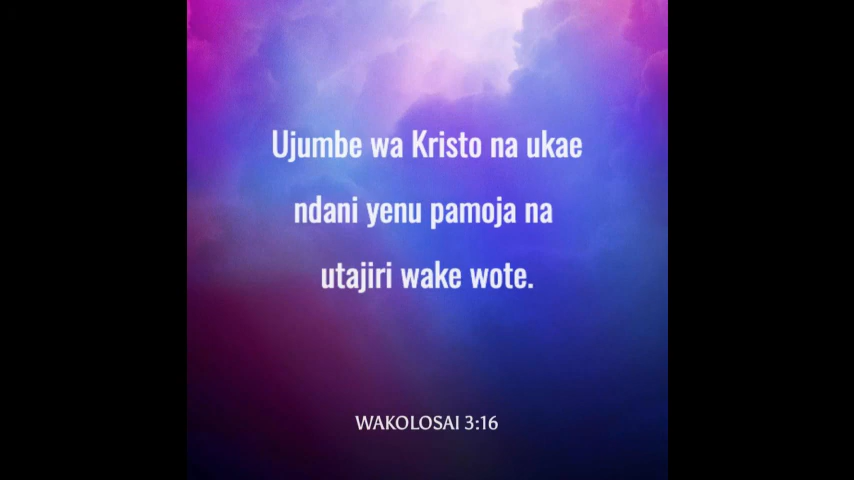 Ujumbe wa Kristo na ukae
ndani yenu pamoja na
utajiri wake wote.
WAKOLOSAI 3:16